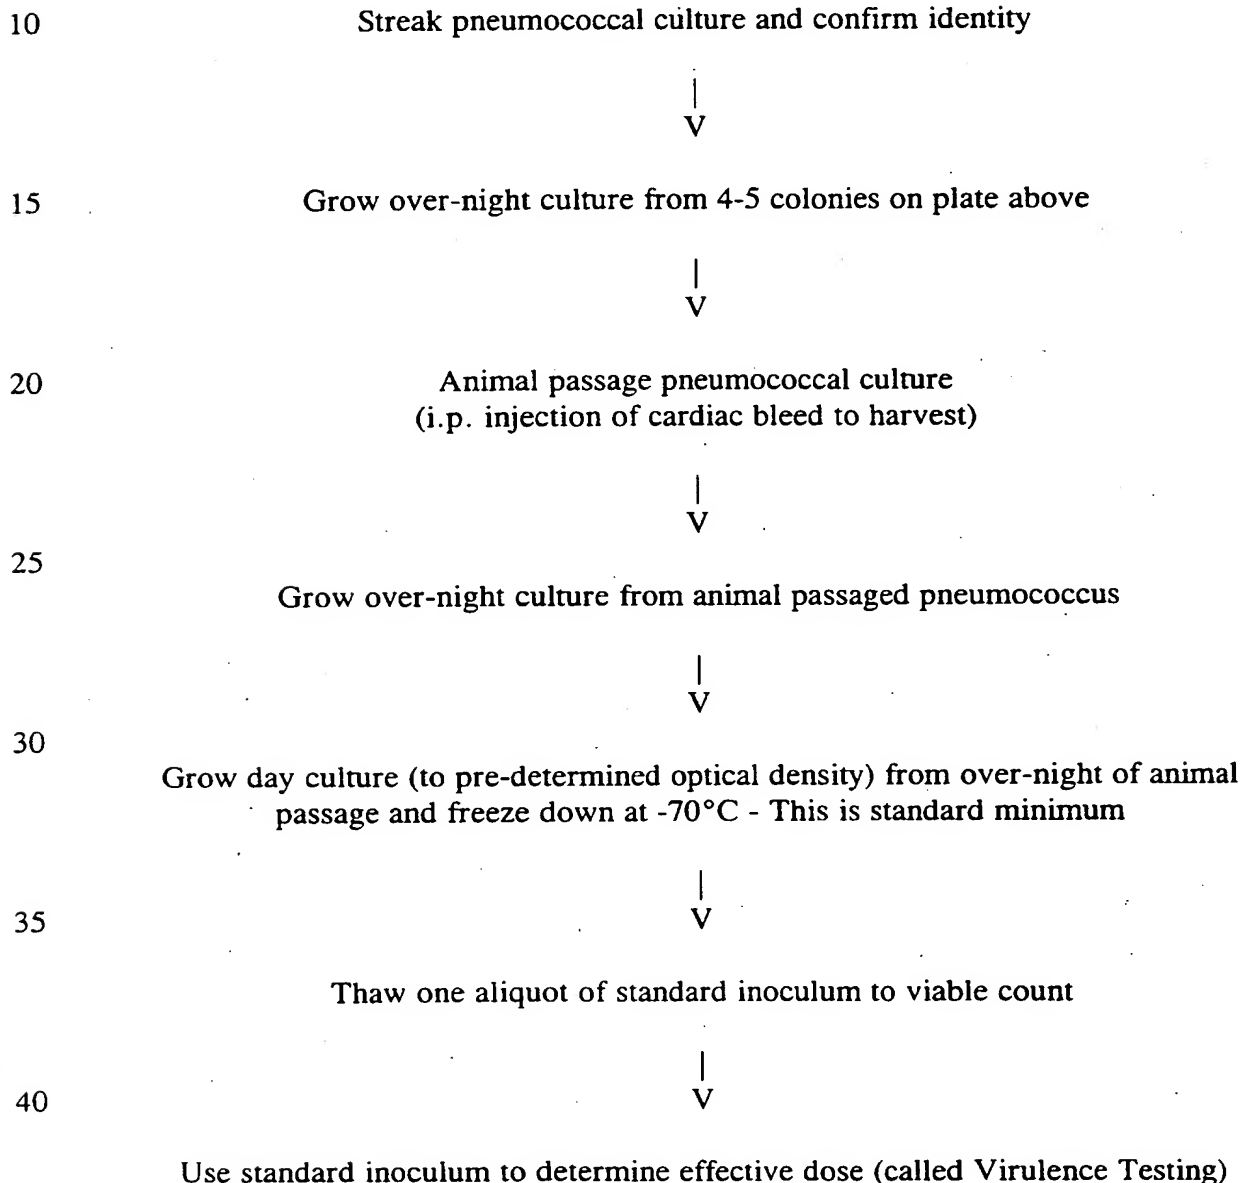 10 Streak pneumococcal culture and confirm identity
|
V
15 Grow over-night culture from 4-5 colonies on plate above
|
V
20 Animal passage pneumococcal culture
(i.p. injection of cardiac bleed to harvest)
|
V
25
Grow over-night culture from animal passaged pneumococcus
|
V
30
Grow day culture (to pre-determined optical density) from over-night of animal
passage and freeze down at -70°C - This is standard minimum
|
35 V
Thaw one aliquot of standard inoculum to viable count
|
40 V
Use standard inoculum to determine effective dose (called Virulence Testing)